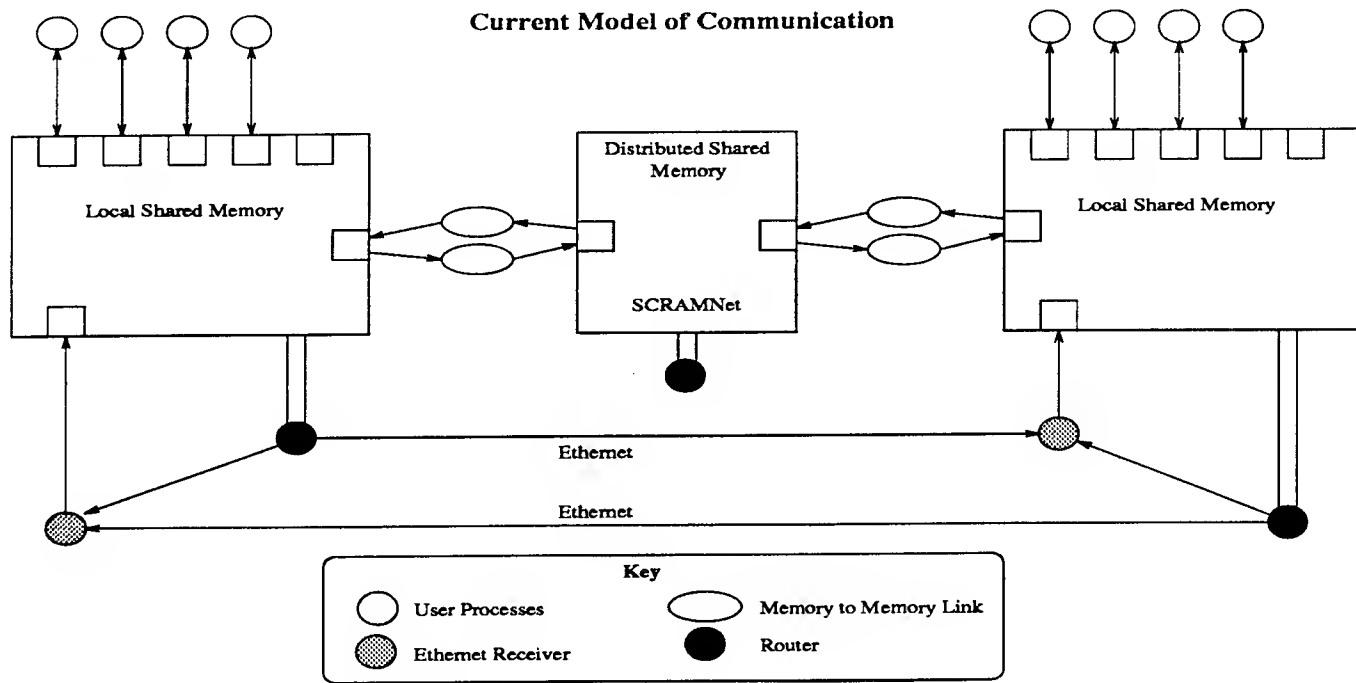 Current Model of Communication
Distributed Shared
Memory
Local Shared Memory
Local Shared Memory
SCRAMNet
Ethernet
Ethernet
Key
User Processes
Memory to Memory Link
Ethernet Receiver
Router